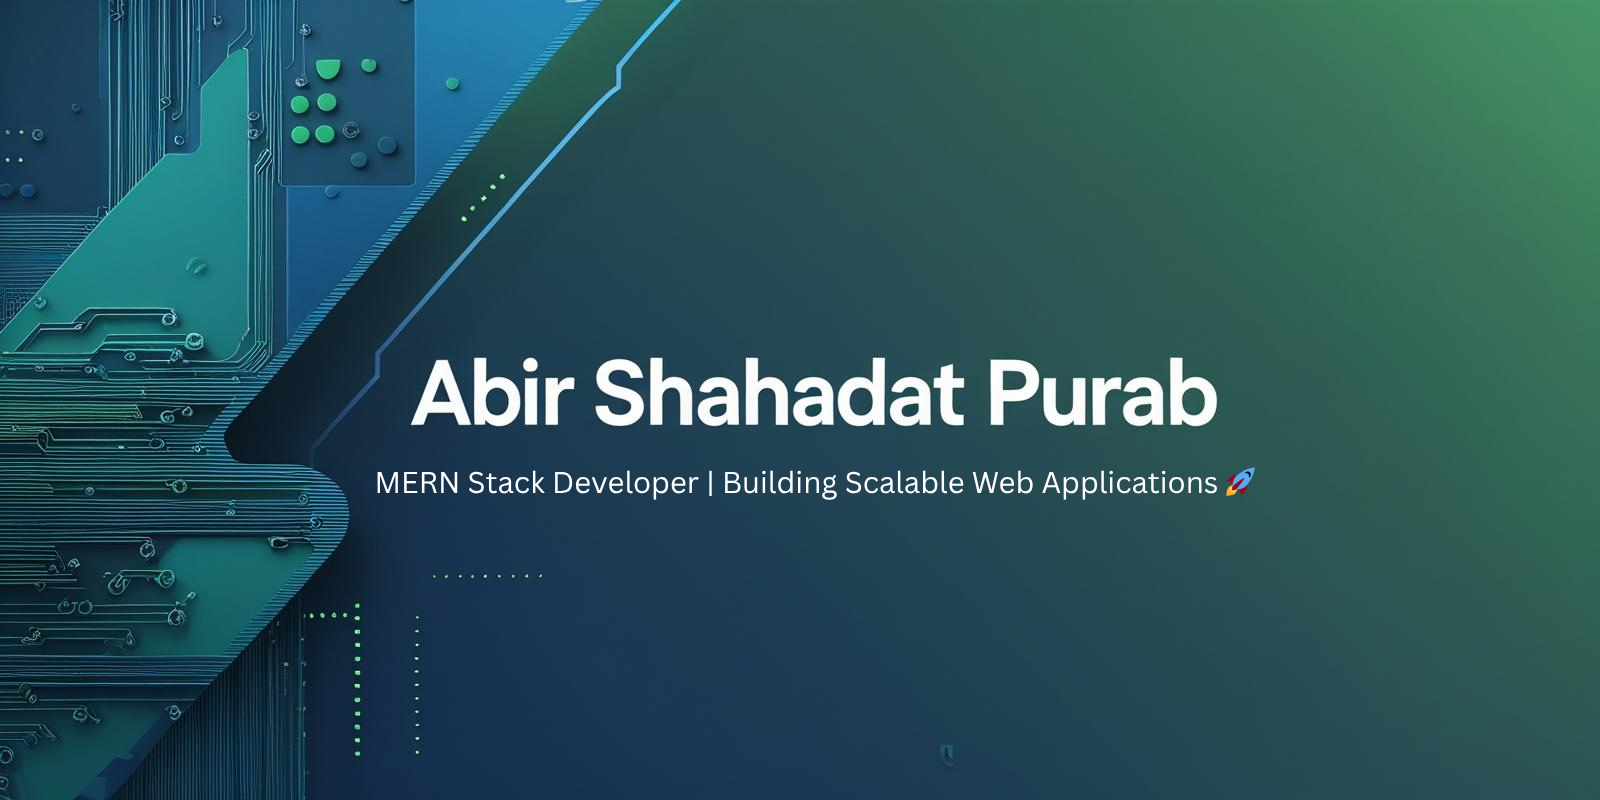 Abir Shahadat Purab
MERN Stack Developer | Building Scalable Web Applications 🚀